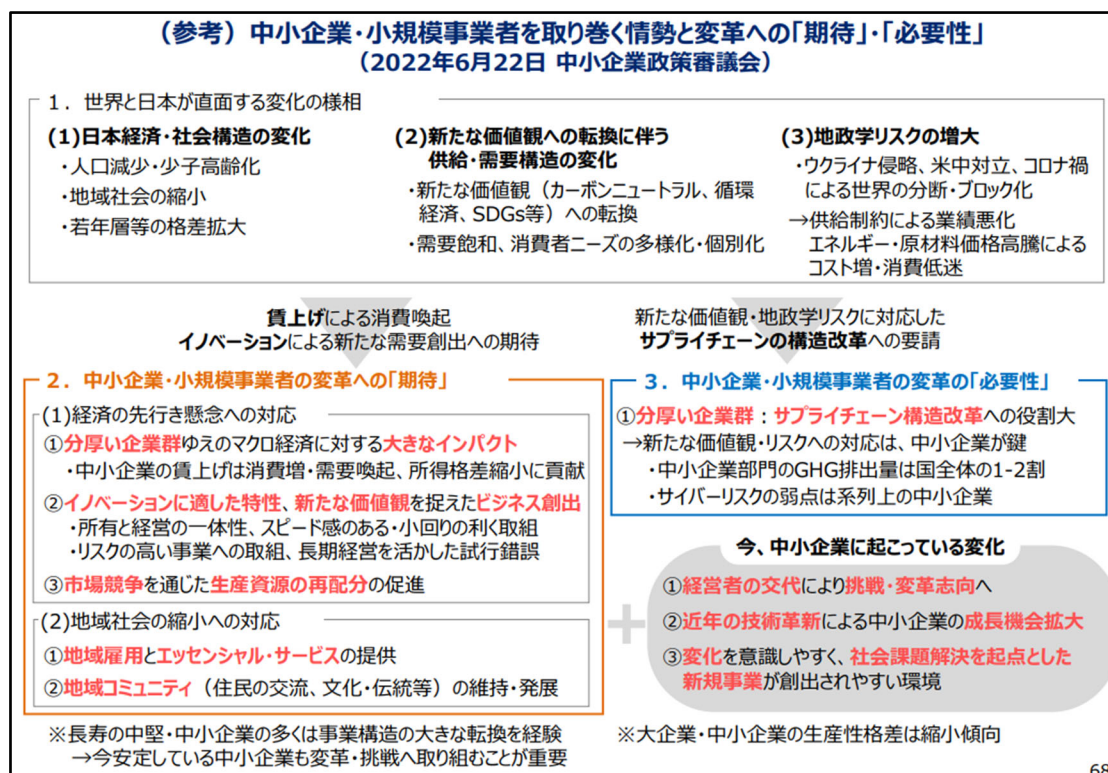 （参考）中小企業・小規模事業者を取り巻く情勢と変革への「期待」・「必要性」
（2022年6月22日 中小企業政策審議会）
1．世界と日本が直面する変化の様相
(1)日本経済・社会構造の変化
・人口減少・少子高齢化
・地域社会の縮小
・若年層等の格差拡大
(2)新たな価値観への転換に伴う
供給・需要構造の変化
・新たな価値観（カーボンニュートラル、循環
経済、SDGs等）への転換
・需要飽和、消費者ニーズの多様化・個別化
(3)地政学リスクの増大
・ウクライナ侵略、米中対立、コロナ禍
による世界の分断・ブロック化
→供給制約による業績悪化
エネルギー・原材料価格高騰による
コスト増・消費低迷
賃上げによる消費喚起
イノベーションによる新たな需要創出への期待
新たな価値観・地政学リスクに対応した
サプライチェーンの構造改革への要請
2．中小企業・小規模事業者の変革への「期待」
(1)経済の先行き懸念への対応
①分厚い企業群ゆえのマクロ経済に対する大きなインパクト
・中小企業の賃上げは消費増・需要喚起、所得格差縮小に貢献
②イノベーションに適した特性、新たな価値観を捉えたビジネス創出
・所有と経営の一体性、スピード感のある・小回りの利く取組
・リスクの高い事業への取組、長期経営を活かした試行錯誤
③市場競争を通じた生産資源の再配分の促進
(2)地域社会の縮小への対応
①地域雇用とエッセンシャル・サービスの提供
②地域コミュニティ（住民の交流、文化・伝統等）の維持・発展
※長寿の中堅・中小企業の多くは事業構造の大きな転換を経験
→今安定している中小企業も変革・挑戦へ取り組むことが重要
3．中小企業・小規模事業者の変革の「必要性」
①分厚い企業群：サプライチェーン構造改革への役割大
→新たな価値観・リスクへの対応は、中小企業が鍵
・中小企業部門のGHG排出量は国全体の1-2割
・サイバーリスクの弱点は系列上の中小企業
今、中小企業に起こっている変化
①経営者の交代により挑戦・変革志向へ
②近年の技術革新による中小企業の成長機会拡大
③変化を意識しやすく、社会課題解決を起点とした
新規事業が創出されやすい環境
※大企業・中小企業の生産性格差は縮小傾向
68